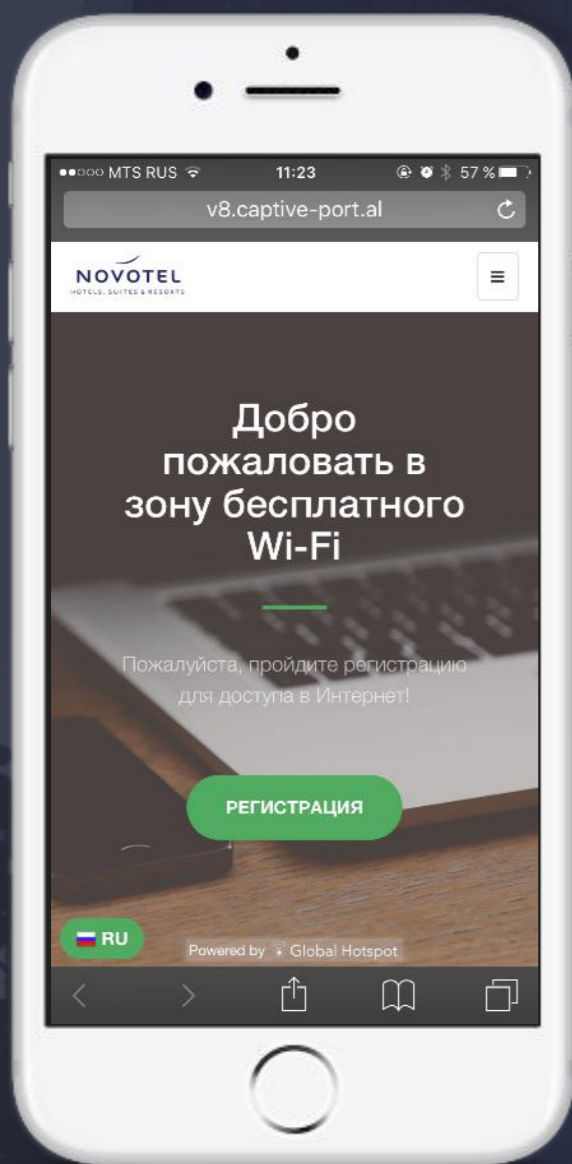 MTS RUS 11:23 57 %
v8.captive-port.al
NOVOTEL
HOTELS, SUITES & RESORTS
Добро
пожаловать в
зону бесплатного
Wi-Fi
Пожалуйста, пройдите регистрацию
для доступа в Интернет!
РЕГИСТРАЦИЯ
RU
Powered by Global Hotspot